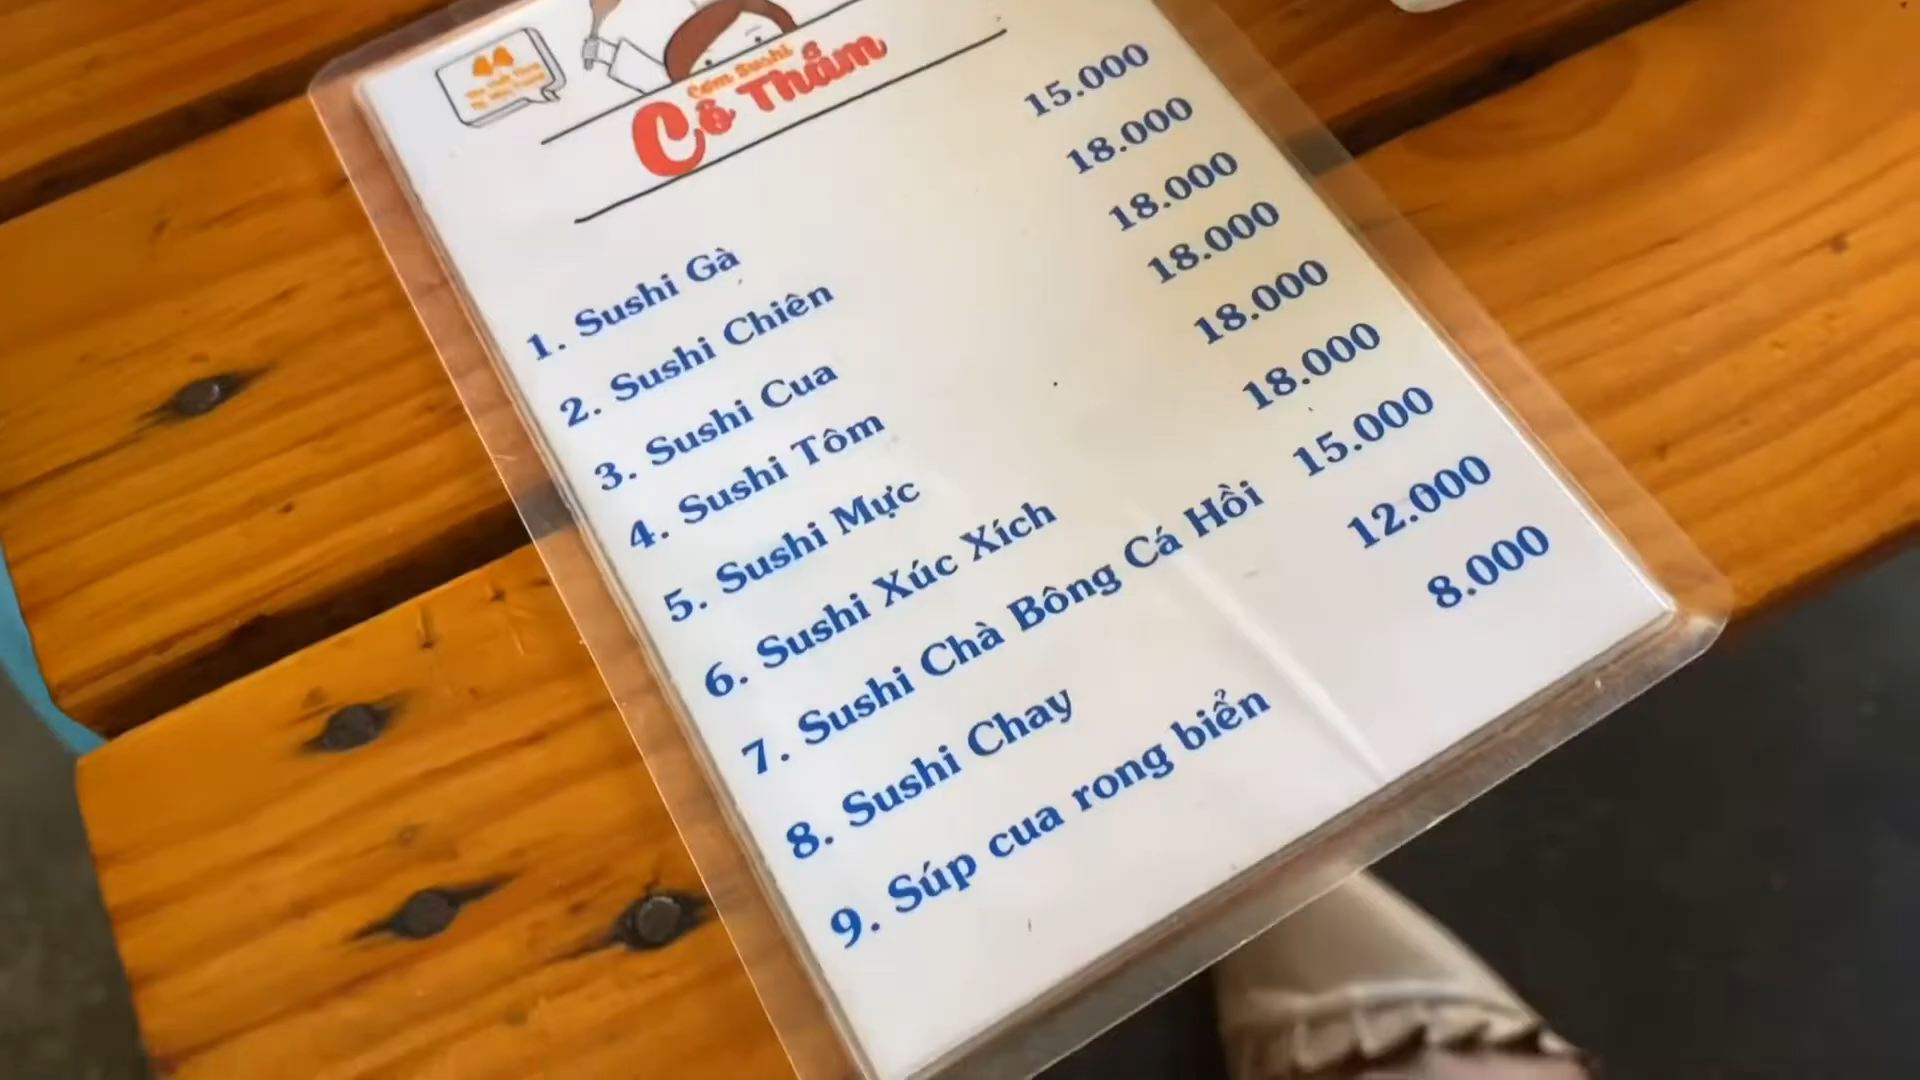 44
Cơm Sushi
Cô Thắm
1. Sushi Gà 15.000
2. Sushi Chiên 18.000
3. Sushi Cua 18.000
4. Sushi Tôm 18.000
5. Sushi Mực 18.000
6. Sushi Xúc Xích 18.000
7. Sushi Chà Bông Cá Hồi 15.000
8. Sushi Chay 12.000
9. Súp cua rong biển 8.000